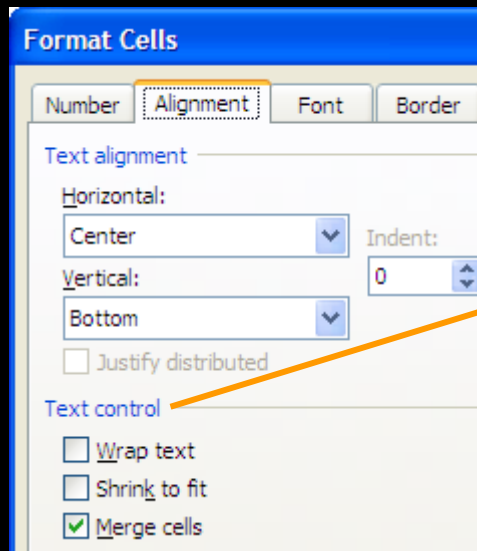 Format Cells
Number Alignment Font Border
Text alignment
Horizontal:
Center
Indent:
Vertical:
0
Bottom
Justify distributed
Text control
Wrap text
Shrink to fit
Merge cells